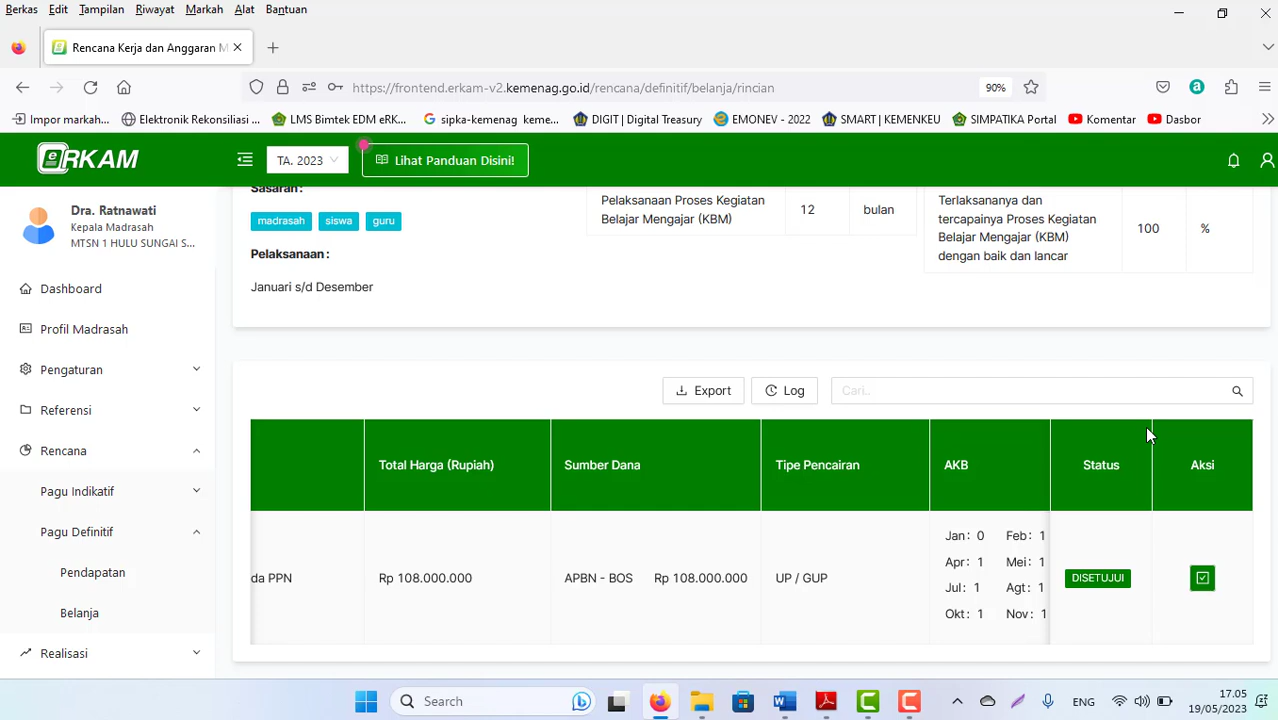 Berkas Edit Tampilan Riwayat Markah Alat Bantuan
Rencana Kerja dan Anggaran M
https://frontend.erkam-v2.kemenag.go.id/rencana/definitif/belanja/rincian
90%
Impor markah...
Elektronik Rekonsiliasi ...
LMS Bimtek EDM eRK...
sipka-kemenag keme...
DIGIT | Digital Treasury
EMONEV - 2022
SMART | KEMENKEU
SIMPATIKA Portal
Komentar
Dasbor
eRKAM
TA. 2023
Lihat Panduan Disini!
Dra. Ratnawati
Kepala Madrasah
MTSN 1 HULU SUNGAI S...
Dashboard
Profil Madrasah
Pengaturan
Referensi
Rencana
Pagu Indikatif
Pagu Definitif
Pendapatan
Belanja
Realisasi
Sasaran:
madrasah siswa guru
Pelaksanaan :
Januari s/d Desember
Pelaksanaan Proses Kegiatan
Belajar Mengajar (KBM)
12 bulan
Terlaksananya dan
tercapainya Proses Kegiatan
Belajar Mengajar (KBM)
dengan baik dan lancar
100 %
Export
Log
Cari..
Total Harga (Rupiah) Sumber Dana Tipe Pencairan AKB Status Aksi
da PPN Rp 108.000.000 APBN - BOS Rp 108.000.000 UP / GUP
Jan: 0 Feb: 1
Apr: 1 Mei: 1
Jul: 1 Agt: 1
Okt: 1 Nov: 1
DISETUJUI
Search
ENG
17.05
19/05/2023